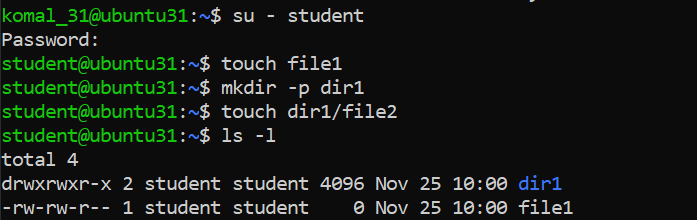 komal_31@ubuntu31:~$ su - student
Password:
student@ubuntu31:~$ touch file1
student@ubuntu31:~$ mkdir -p dir1
student@ubuntu31:~$ touch dir1/file2
student@ubuntu31:~$ ls -l
total 4
drwxrwxr-x 2 student student 4096 Nov 25 10:00 dir1
-rw-rw-r-- 1 student student    0 Nov 25 10:00 file1